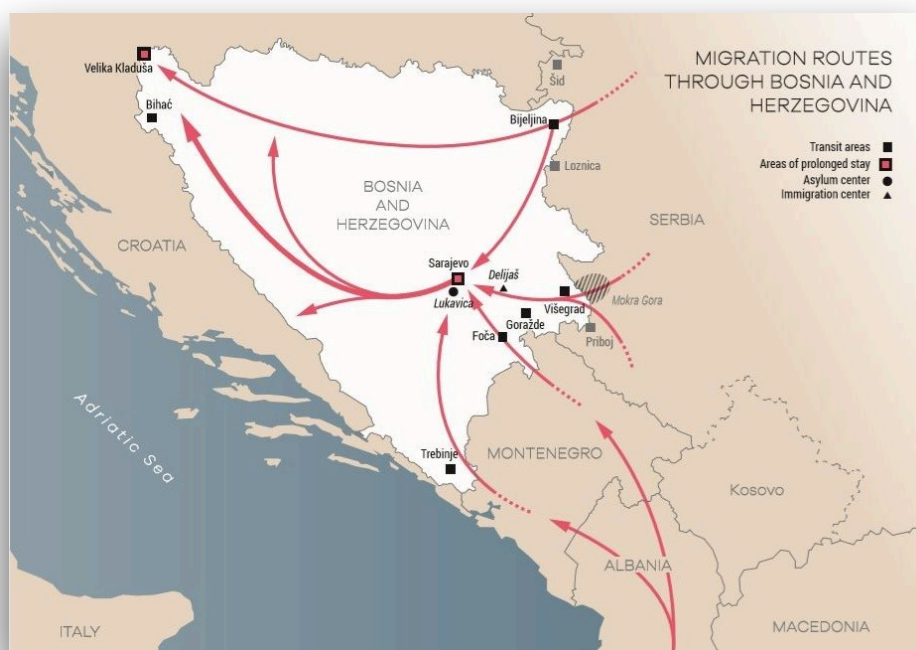 MIGRATION ROUTES
THROUGH BOSNIA AND
HERZEGOVINA
Transit areas
Areas of prolonged stay
Asylum center
Immigration center
Velika Kladuša
Bihać
Šid
Bijeljina
Loznica
BOSNIA
AND
HERZEGOVINA
CROATIA
SERBIA
Sarajevo
Delijaš
Lukavica
Mokra Gora
Višegrad
Goražde
Foča
Priboj
Adriatic Sea
Trebinje
MONTENEGRO
Kosovo
ALBANIA
ITALY
MACEDONIA